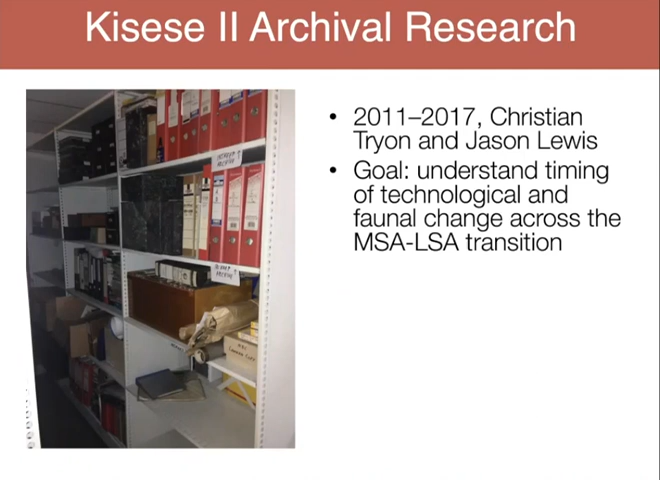 Kisese II Archival Research
• 2011–2017, Christian
Tryon and Jason Lewis
• Goal: understand timing
of technological and
faunal change across the
MSA-LSA transition